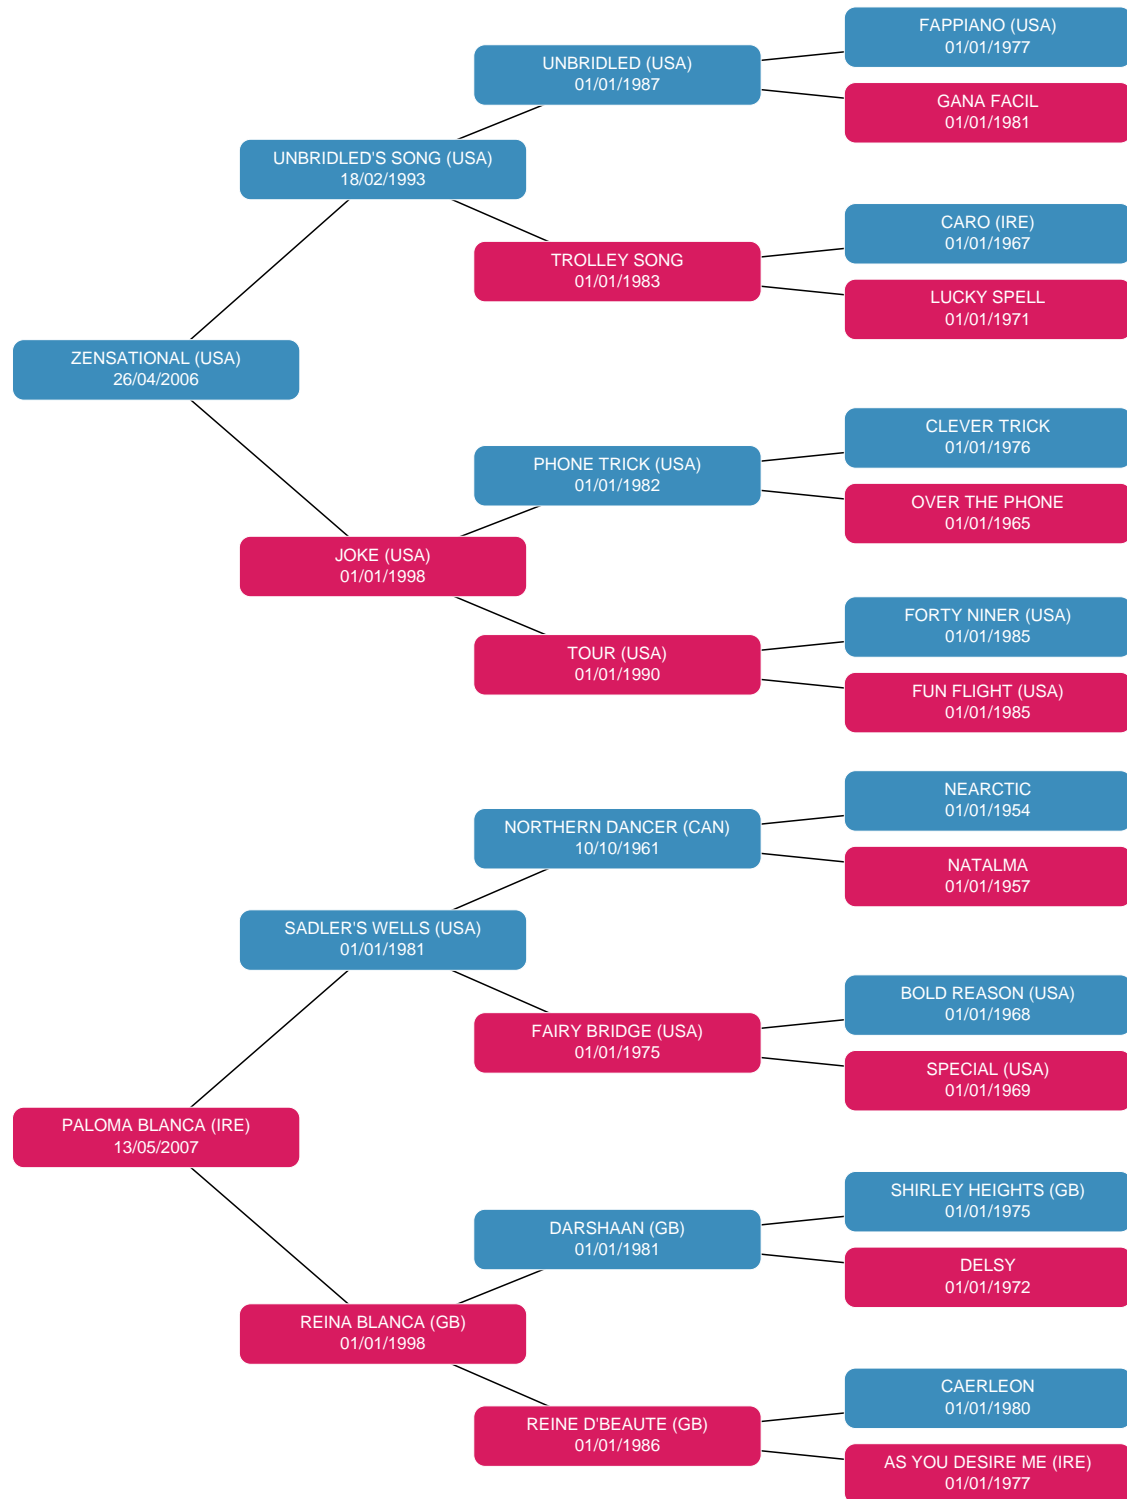 FAPPIANO (USA)
01/01/1977
UNBRIDLED (USA)
01/01/1987
GANA FACIL
01/01/1981
UNBRIDLED'S SONG (USA)
18/02/1993
CARO (IRE)
01/01/1967
TROLLEY SONG
01/01/1983
LUCKY SPELL
01/01/1971
ZENSATIONAL (USA)
26/04/2006
CLEVER TRICK
01/01/1976
PHONE TRICK (USA)
01/01/1982
OVER THE PHONE
01/01/1965
JOKE (USA)
01/01/1998
FORTY NINER (USA)
01/01/1985
TOUR (USA)
01/01/1990
FUN FLIGHT (USA)
01/01/1985
NEARCTIC
01/01/1954
NORTHERN DANCER (CAN)
10/10/1961
NATALMA
01/01/1957
SADLER'S WELLS (USA)
01/01/1981
BOLD REASON (USA)
01/01/1968
FAIRY BRIDGE (USA)
01/01/1975
SPECIAL (USA)
01/01/1969
PALOMA BLANCA (IRE)
13/05/2007
SHIRLEY HEIGHTS (GB)
01/01/1975
DARSHAAN (GB)
01/01/1981
DELSY
01/01/1972
REINA BLANCA (GB)
01/01/1998
CAERLEON
01/01/1980
REINE D'BEAUTE (GB)
01/01/1986
AS YOU DESIRE ME (IRE)
01/01/1977